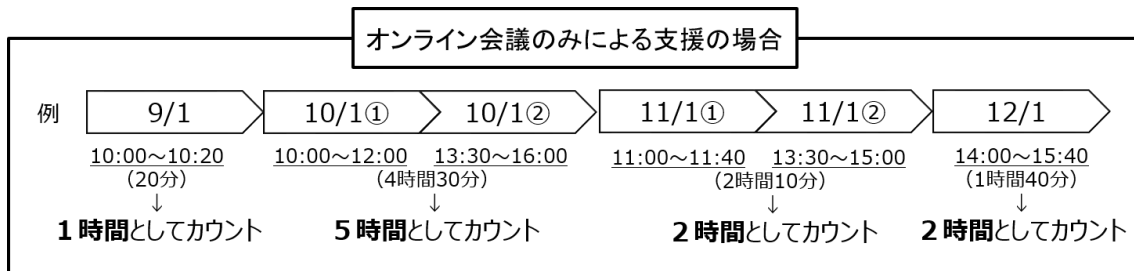 オンライン会議のみによる支援の場合
例 9/1 10/1① 10/1② 11/1① 11/1② 12/1
10:00～10:20 10:00～12:00 13:30～16:00 11:00～11:40 13:30～15:00 14:00～15:40
(20分) (4時間30分) (2時間10分) (1時間40分)
↓ ↓ ↓ ↓
1時間としてカウント 5時間としてカウント 2時間としてカウント 2時間としてカウント